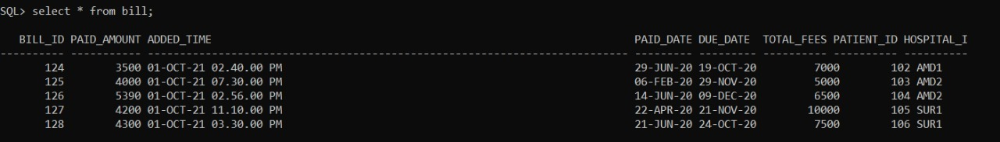 SQL> select * from bill;
BILL_ID PAID_AMOUNT ADDED_TIME PAID_DATE DUE_DATE TOTAL_FEES PATIENT_ID HOSPITAL_I
---------- ----------- --------------------------------------------------------------------------- --------- --------- ---------- ---------- ----------
124 3500 01-OCT-21 02.40.00 PM 29-JUN-20 19-OCT-20 7000 102 AMD1
125 4000 01-OCT-21 07.30.00 PM 06-FEB-20 29-NOV-20 5000 103 AMD2
126 5390 01-OCT-21 02.56.00 PM 14-JUN-20 09-DEC-20 6500 104 AMD2
127 4200 01-OCT-21 11.10.00 PM 22-APR-20 21-NOV-20 10000 105 SUR1
128 4300 01-OCT-21 03.30.00 PM 21-JUN-20 24-OCT-20 7500 106 SUR1